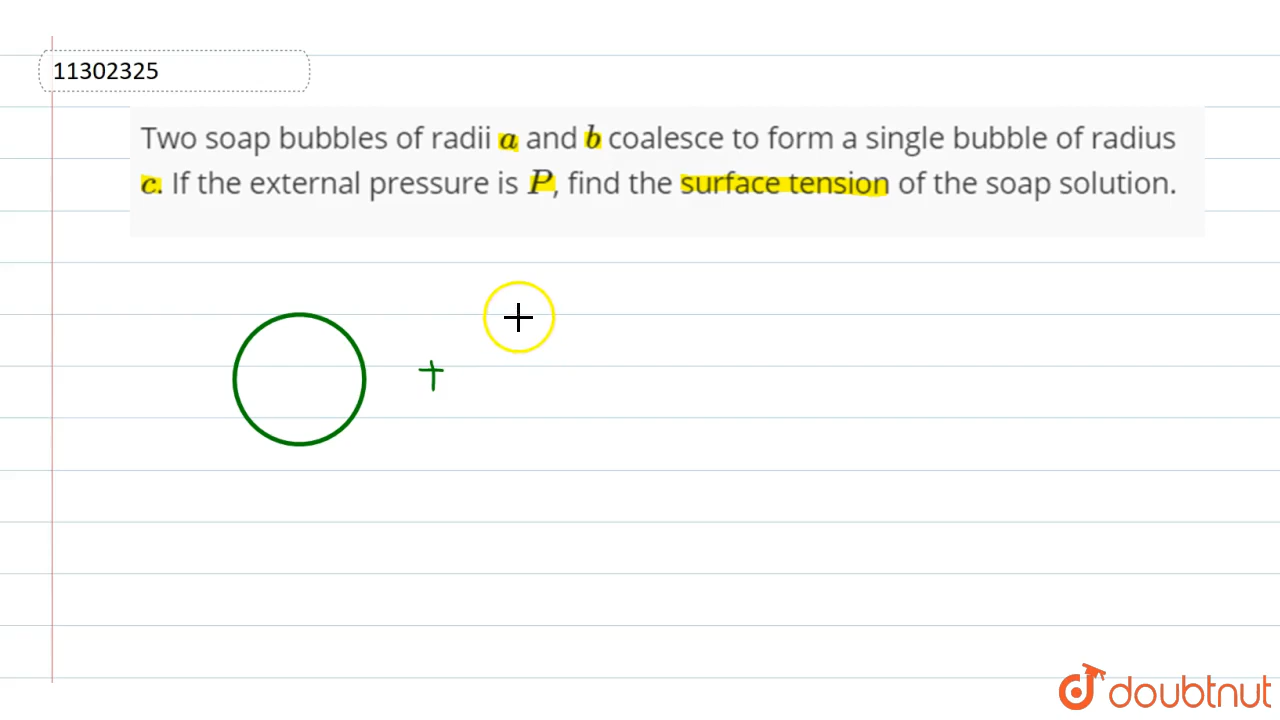 11302325
Two soap bubbles of radii a and b coalesce to form a single bubble of radius
c. If the external pressure is P, find the surface tension of the soap solution.
+
doubtnut